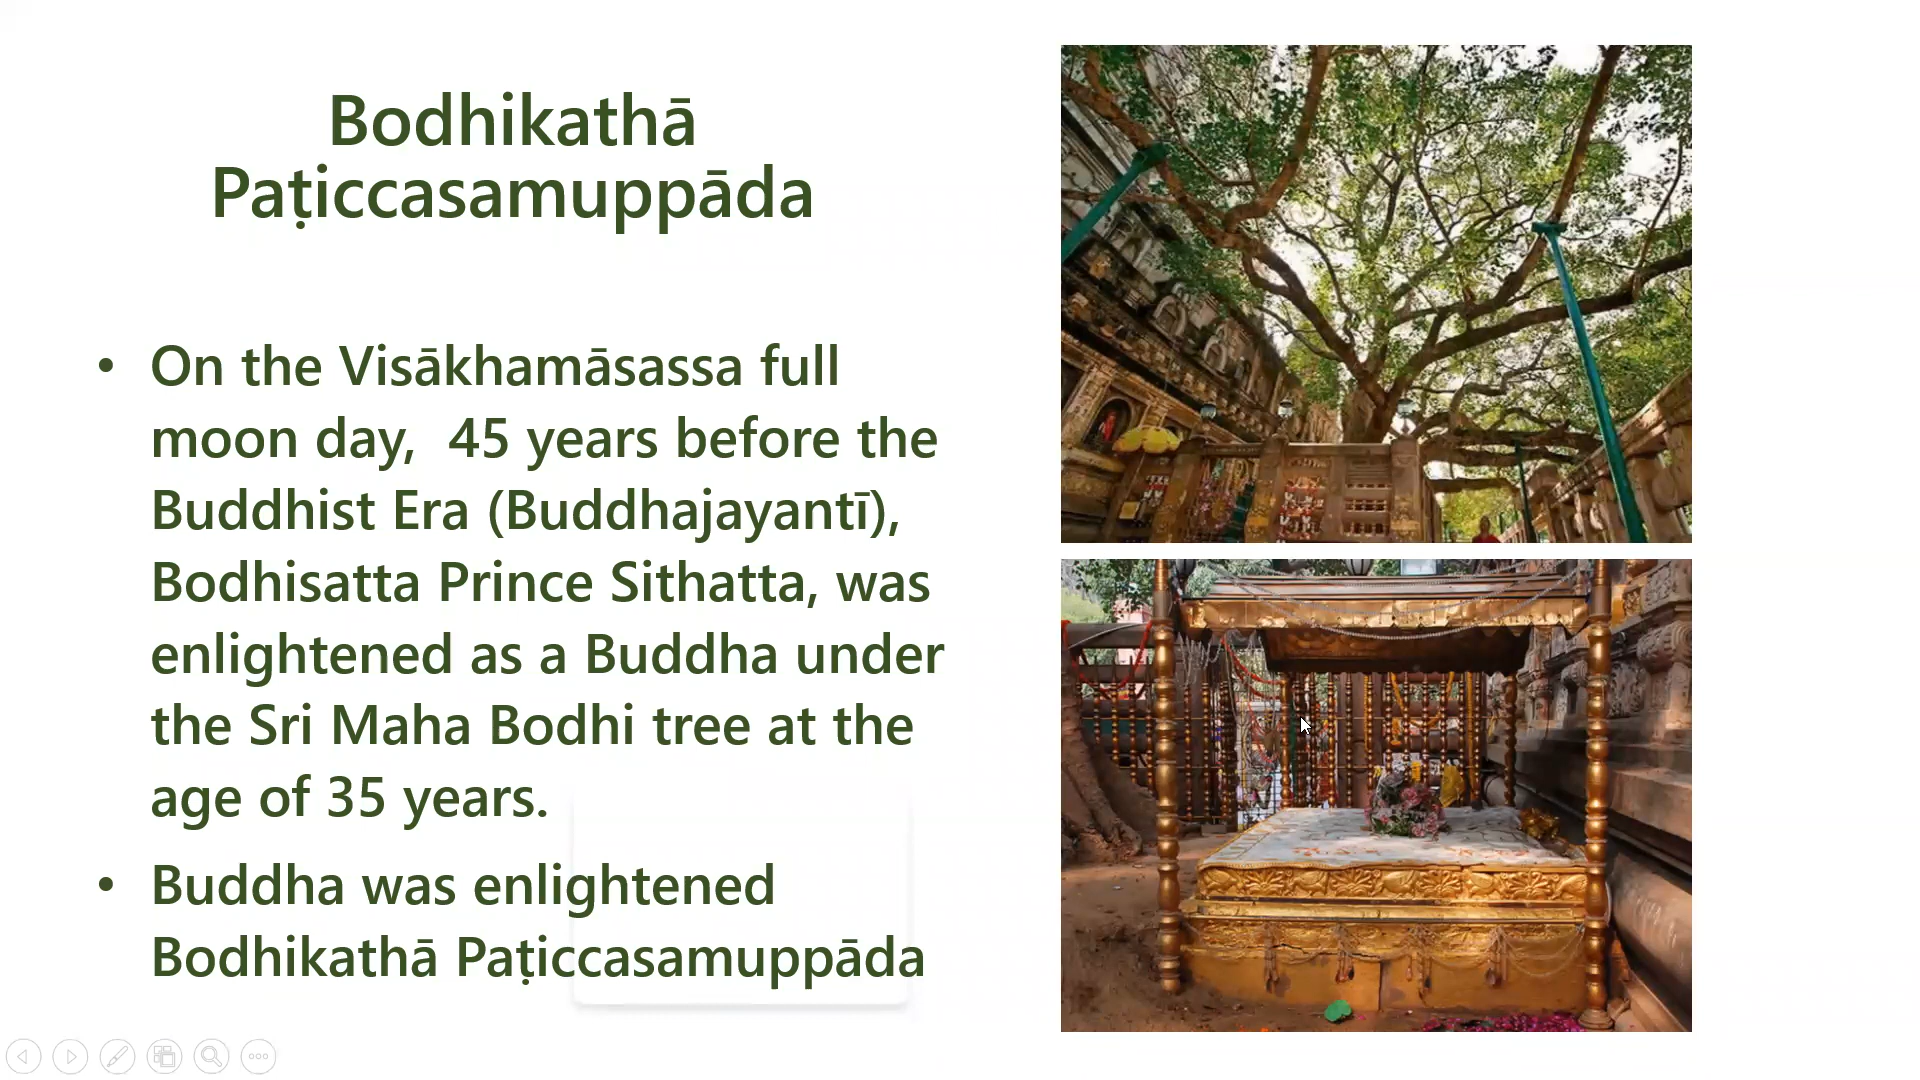 Bodhikathā
Paṭiccasamuppāda
• On the Visākhamāsassa full
moon day,  45 years before the
Buddhist Era (Buddhajayantī),
Bodhisatta Prince Sithatta, was
enlightened as a Buddha under
the Sri Maha Bodhi tree at the
age of 35 years.
• Buddha was enlightened
Bodhikathā Paṭiccasamuppāda